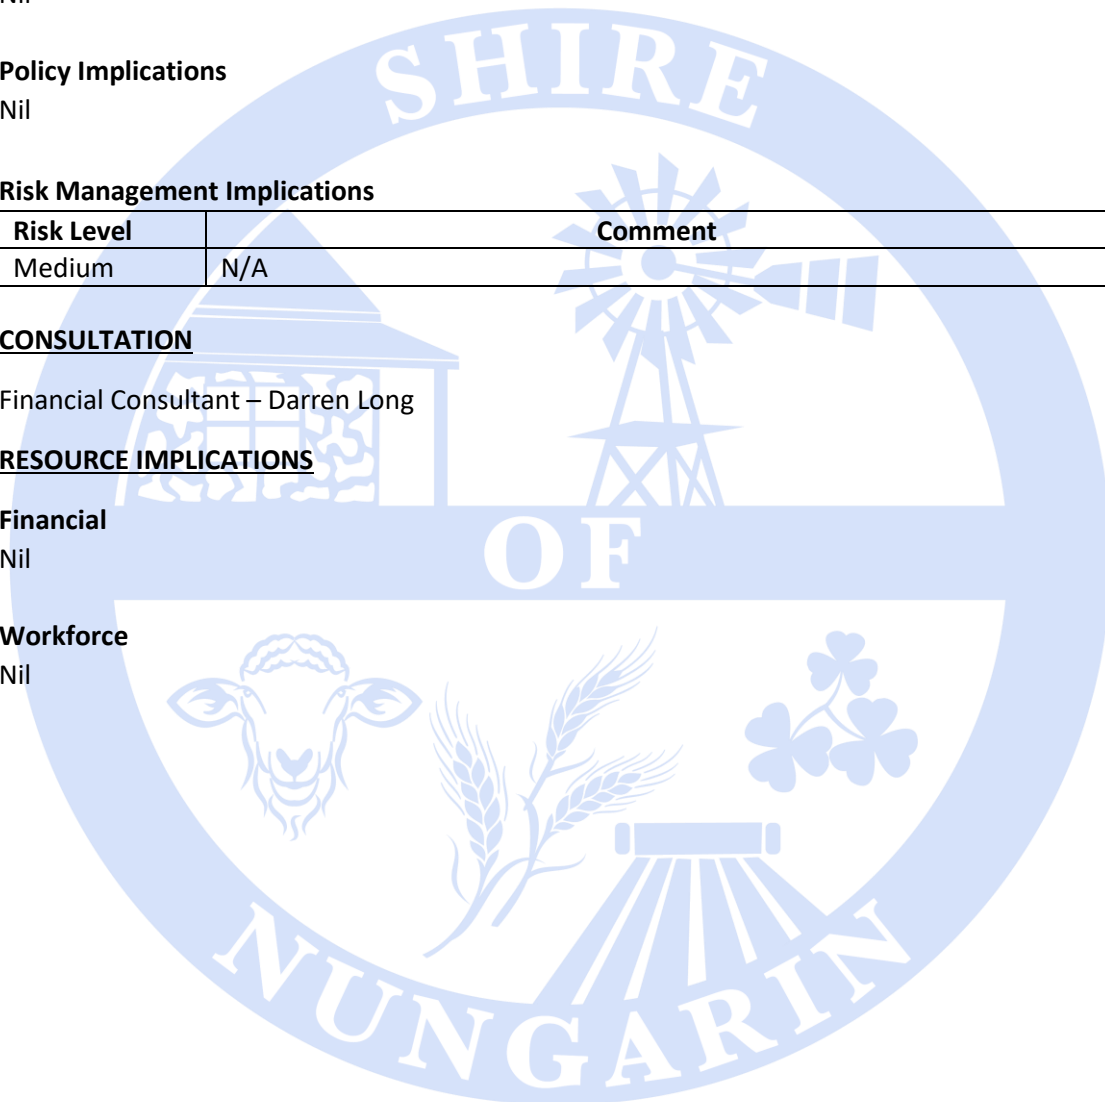 Nil
Policy Implications
Nil
Risk Management Implications
Risk Level Comment
Medium N/A
CONSULTATION
Financial Consultant – Darren Long
RESOURCE IMPLICATIONS
Financial
Nil
Workforce
Nil
SHIRE
OF
NUNGARIN